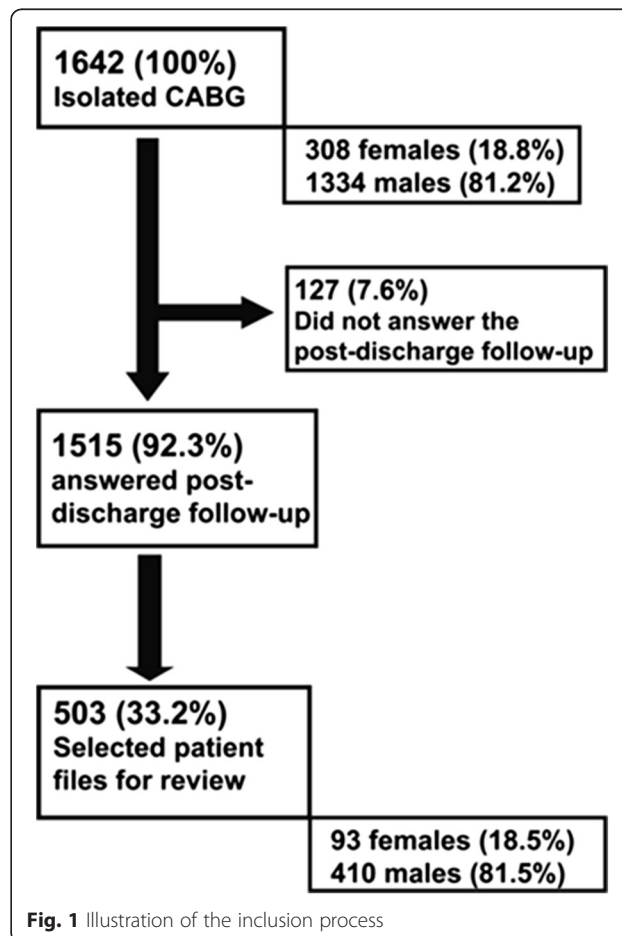 1642 (100%)
Isolated CABG
308 females (18.8%)
1334 males (81.2%)
127 (7.6%)
Did not answer the
post-discharge follow-up
1515 (92.3%)
answered post-
discharge follow-up
503 (33.2%)
Selected patient
files for review
93 females (18.5%)
410 males (81.5%)
Fig. 1 Illustration of the inclusion process